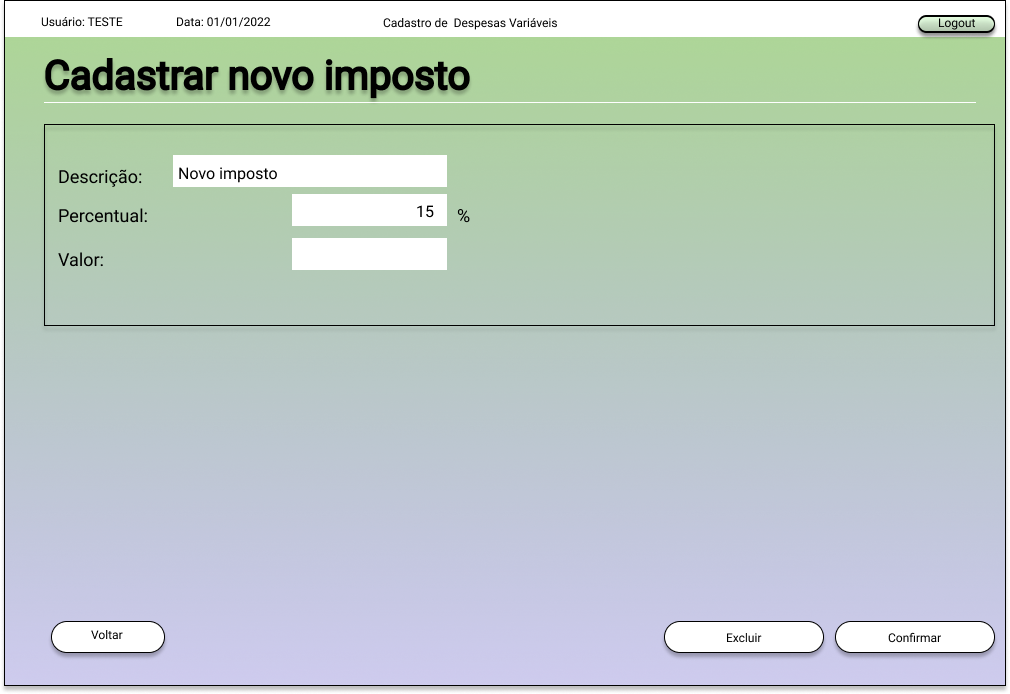 Usuário: TESTE Data: 01/01/2022 Cadastro de  Despesas Variáveis Logout
Cadastrar novo imposto
Descrição: Novo imposto
Percentual: 15 %
Valor:
Voltar Excluir Confirmar